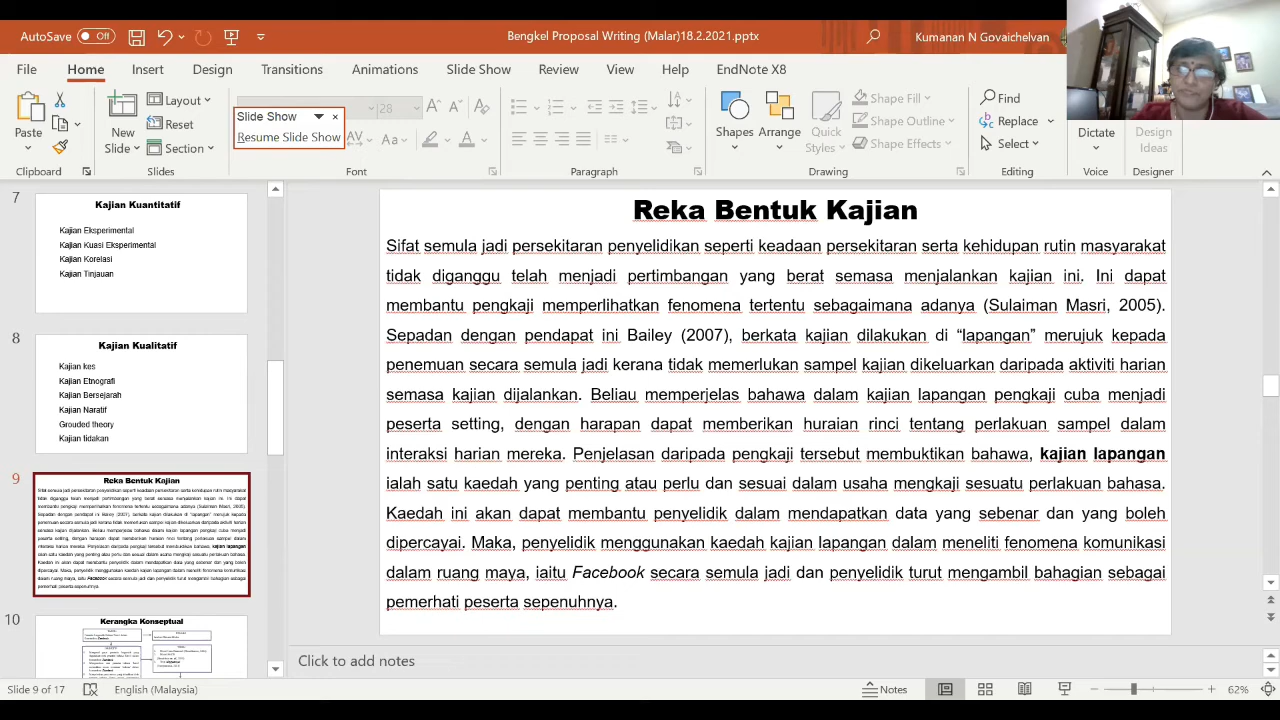 AutoSave Off
Bengkel Proposal Writing (Malar)18.2.2021.pptx
Kumanan N Govaichelvan
File Home Insert Design Transitions Animations Slide Show Review View Help EndNote X8
Paste
Clipboard
New
Slide
Layout
Reset
Section
Slides
Slide Show
Resume Slide Show
28
Font
Paragraph
Shapes
Arrange
Quick
Styles
Shape Fill
Shape Outline
Shape Effects
Drawing
Find
Replace
Select
Editing
Dictate
Voice
Design
Ideas
Designer
7
Kajian Kuantitatif
Kajian Eksperimental
Kajian Kuasi Eksperimental
Kajian Korelasi
Kajian Tinjauan
8
Kajian Kualitatif
Kajian kes
Kajian Etnografi
Kajian Bersejarah
Kajian Naratif
Grouded theory
Kajian tidakan
9
Reka Bentuk Kajian
10
Kerangka Konseptual
Reka Bentuk Kajian
Sifat semula jadi persekitaran penyelidikan seperti keadaan persekitaran serta kehidupan rutin masyarakat
tidak diganggu telah menjadi pertimbangan yang berat semasa menjalankan kajian ini. Ini dapat
membantu pengkaji memperlihatkan fenomena tertentu sebagaimana adanya (Sulaiman Masri, 2005).
Sepadan dengan pendapat ini Bailey (2007), berkata kajian dilakukan di “lapangan” merujuk kepada
penemuan secara semula jadi kerana tidak memerlukan sampel kajian dikeluarkan daripada aktiviti harian
semasa kajian dijalankan. Beliau memperjelas bahawa dalam kajian lapangan pengkaji cuba menjadi
peserta setting, dengan harapan dapat memberikan huraian rinci tentang perlakuan sampel dalam
interaksi harian mereka. Penjelasan daripada pengkaji tersebut membuktikan bahawa, kajian lapangan
ialah satu kaedah yang penting atau perlu dan sesuai dalam usaha mengkaji sesuatu perlakuan bahasa.
Kaedah ini akan dapat membantu penyelidik dalam mendapatkan data yang sebenar dan yang boleh
dipercayai. Maka, penyelidik menggunakan kaedah kajian lapangan dalam meneliti fenomena komunikasi
dalam ruang maya, iaitu Facebook secara semula jadi dan penyelidik turut mengambil bahagian sebagai
pemerhati peserta sepenuhnya.
Click to add notes
Slide 9 of 17 English (Malaysia) Notes 62%